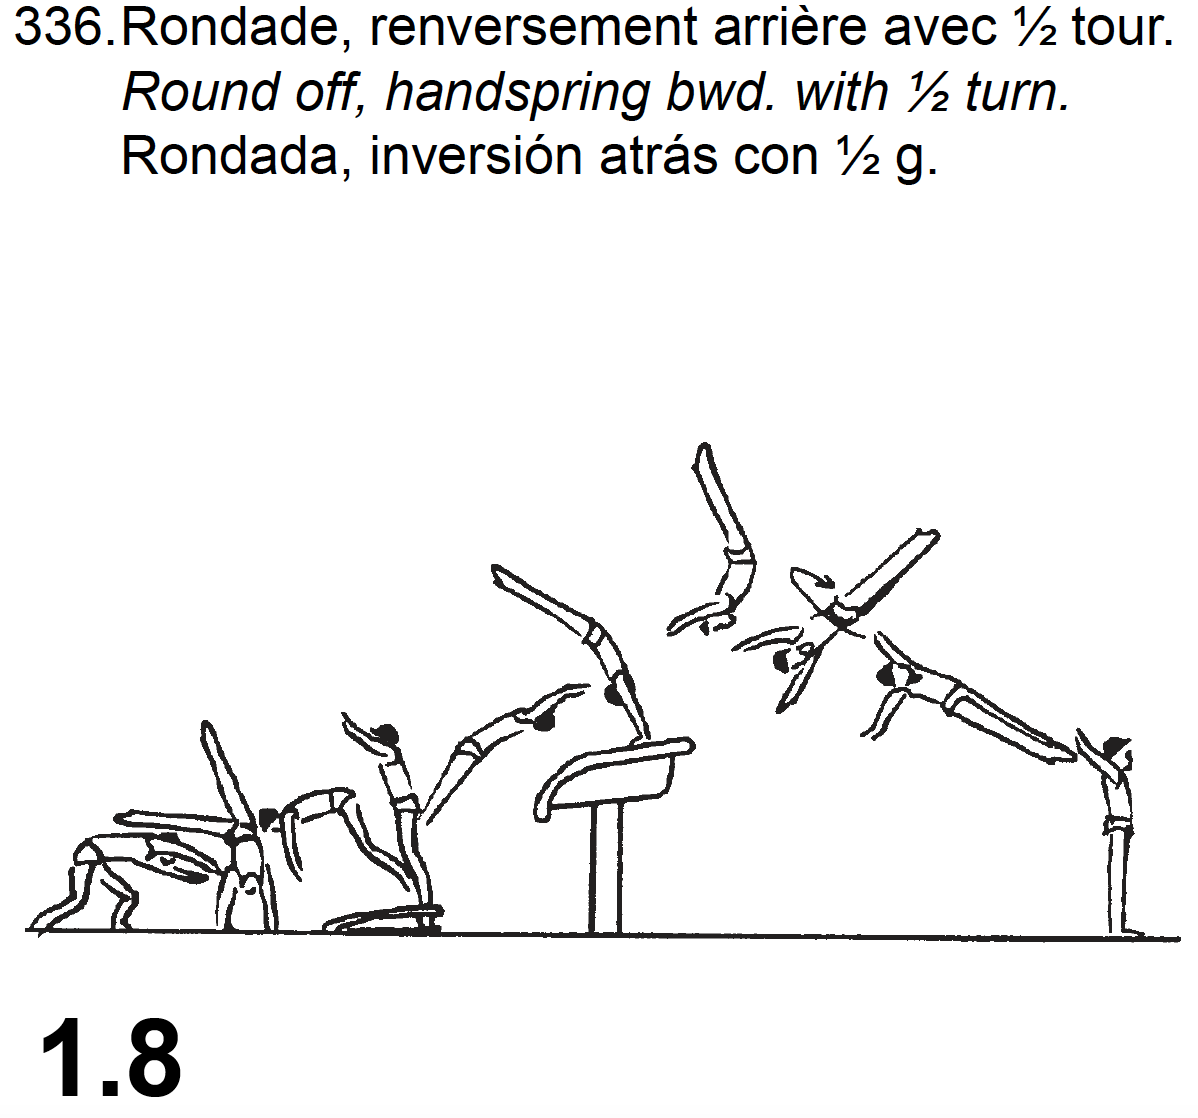 336. Rondade, renversement arrière avec ½ tour.
Round off, handspring bwd. with ½ turn.
Rondada, inversión atrás con ½ g.
1.8